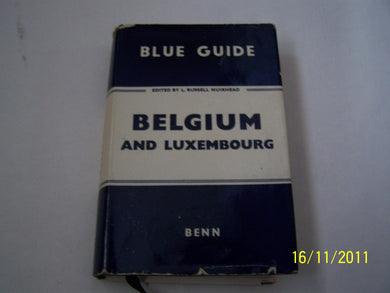 BLUE GUIDE
EDITED BY L. RUSSELL MUIRHEAD
BELGIUM
AND LUXEMBOURG
BENN
16/11/2011